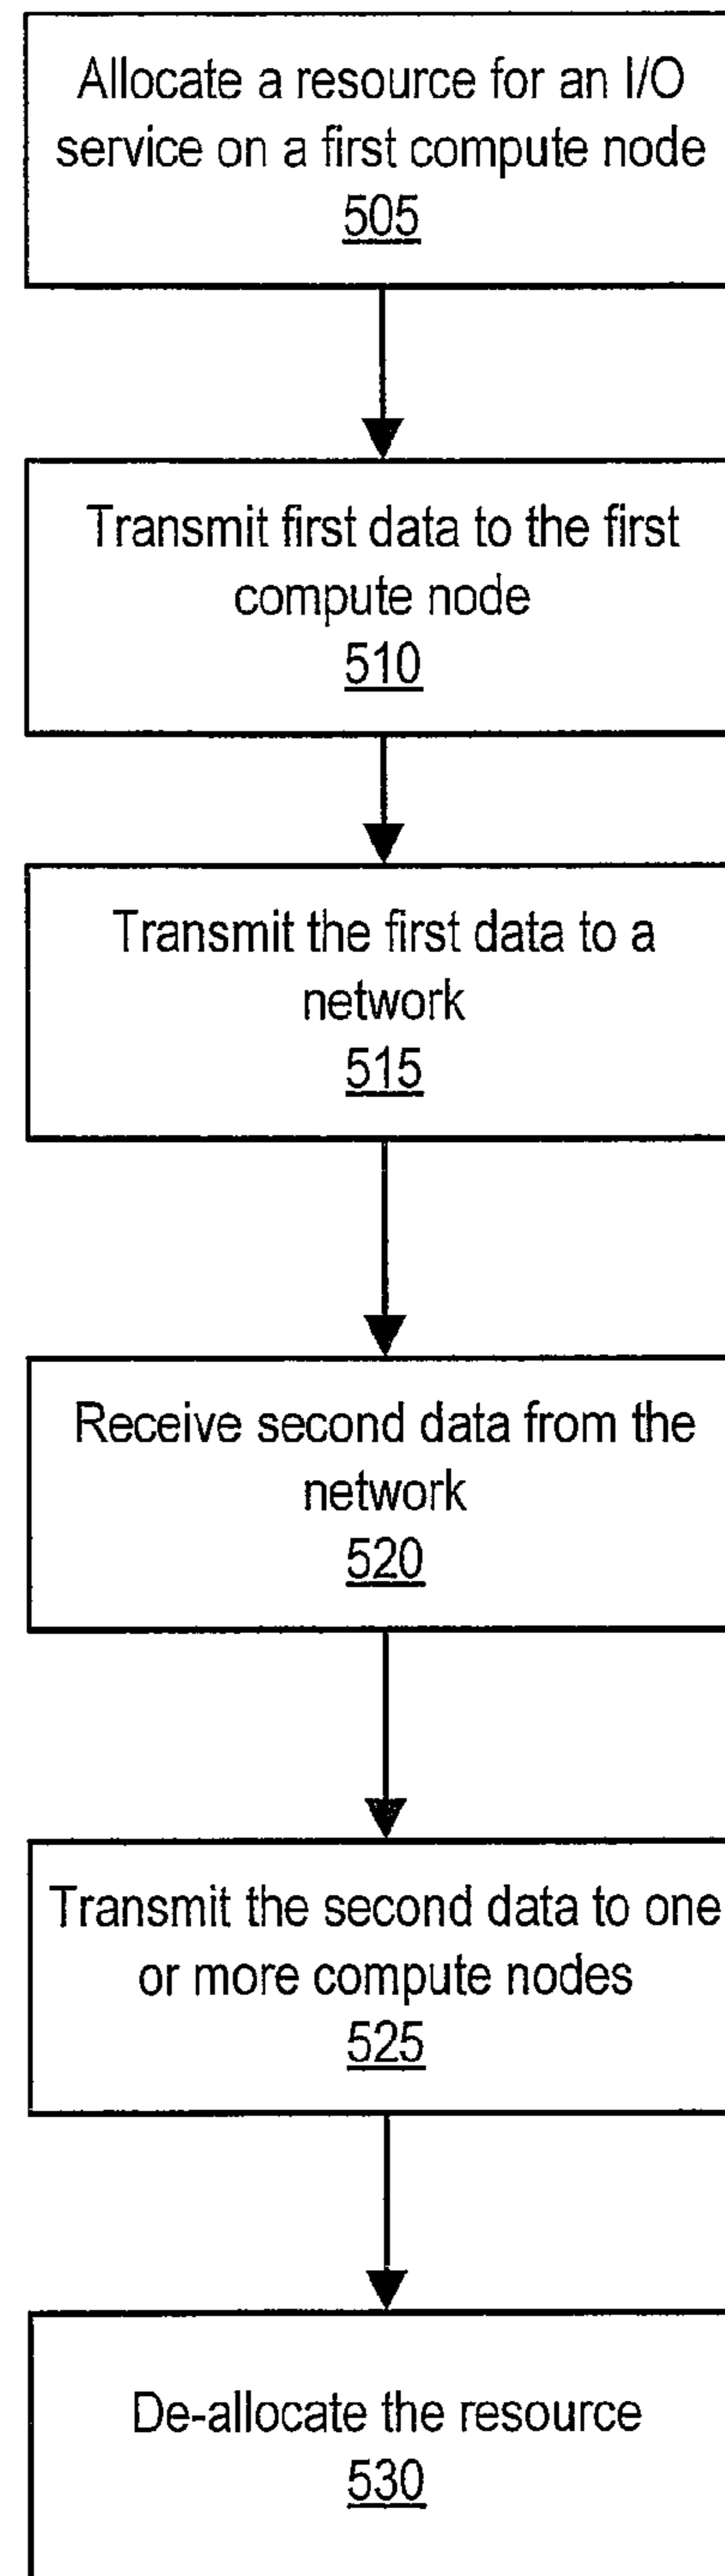 Allocate a resource for an I/O
service on a first compute node
505
Transmit first data to the first
compute node
510
Transmit the first data to a
network
515
Receive second data from the
network
520
Transmit the second data to one
or more compute nodes
525
De-allocate the resource
530